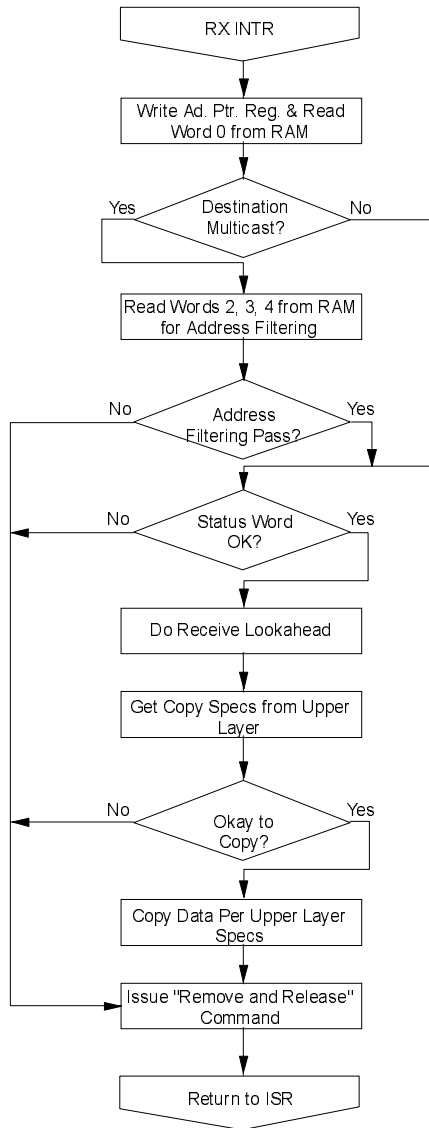 RX INTR
Write Ad. Ptr. Reg. & Read
Word 0 from RAM
Yes
Destination
Multicast?
No
Read Words 2, 3, 4 from RAM
for Address Filtering
No
Address
Filtering Pass?
Yes
No
Status Word
OK?
Yes
Do Receive Lookahead
Get Copy Specs from Upper
Layer
No
Okay to
Copy?
Yes
Copy Data Per Upper Layer
Specs
Issue "Remove and Release"
Command
Return to ISR